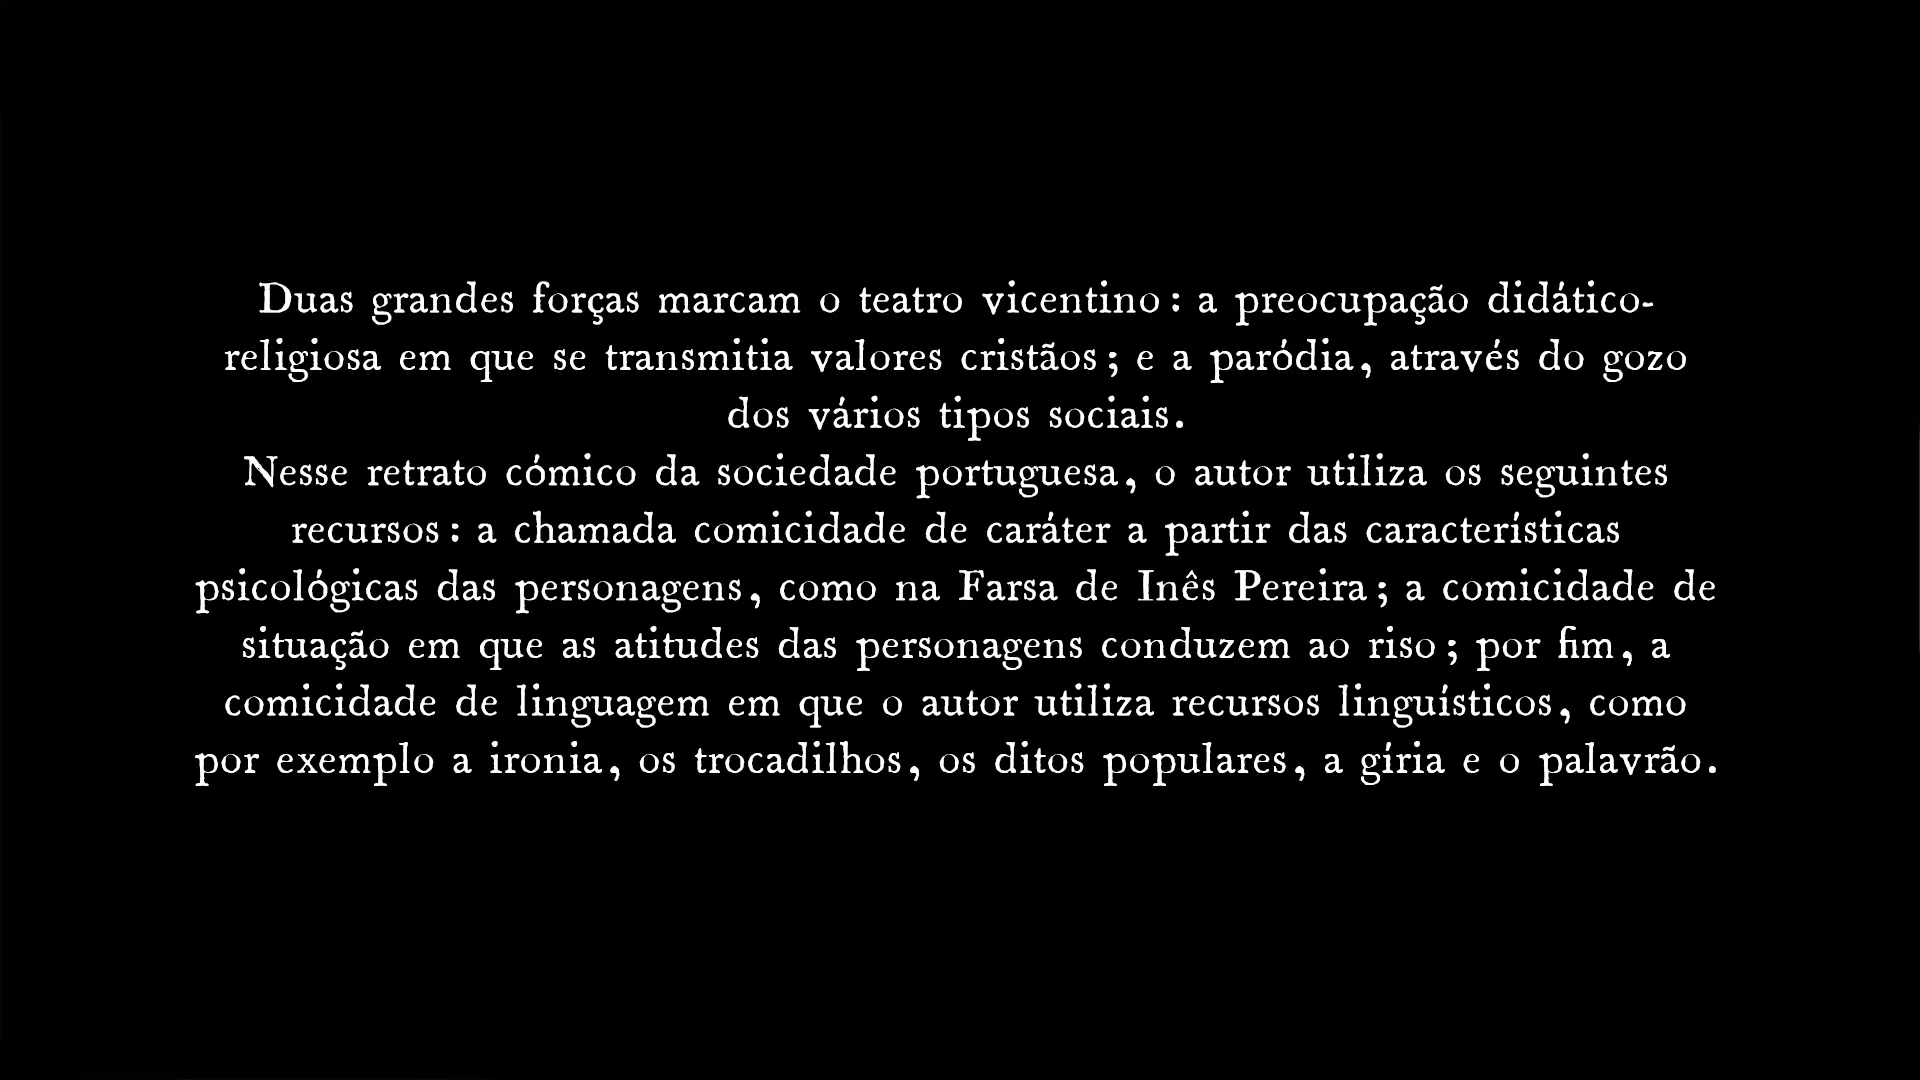 Duas grandes forças marcam o teatro vicentino: a preocupação didático-
religiosa em que se transmitia valores cristãos; e a paródia, através do gozo
dos vários tipos sociais.
Nesse retrato cómico da sociedade portuguesa, o autor utiliza os seguintes
recursos: a chamada comicidade de caráter a partir das características
psicológicas das personagens, como na Farsa de Inês Pereira; a comicidade de
situação em que as atitudes das personagens conduzem ao riso; por fim, a
comicidade de linguagem em que o autor utiliza recursos linguísticos, como
por exemplo a ironia, os trocadilhos, os ditos populares, a gíria e o palavrão.